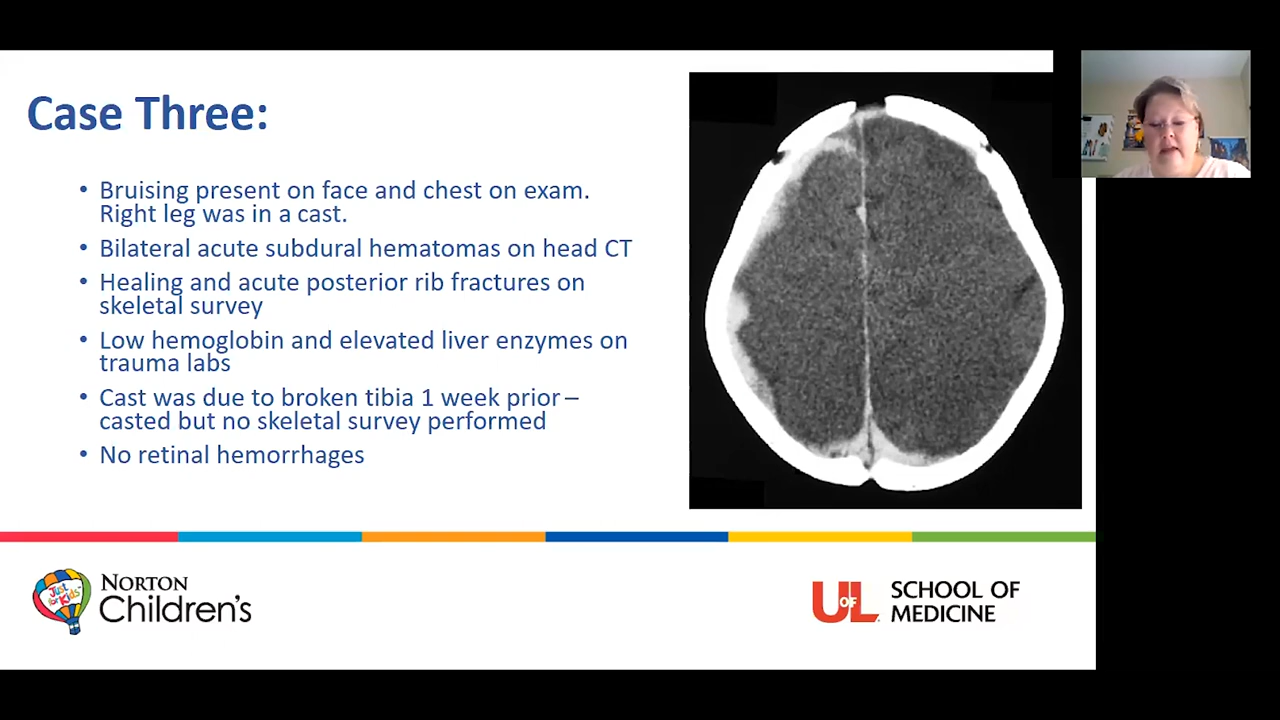 Case Three:
• Bruising present on face and chest on exam.
Right leg was in a cast.
• Bilateral acute subdural hematomas on head CT
• Healing and acute posterior rib fractures on
skeletal survey
• Low hemoglobin and elevated liver enzymes on
trauma labs
• Cast was due to broken tibia 1 week prior –
casted but no skeletal survey performed
• No retinal hemorrhages
Just for Kids
NORTON
Children's
UofL
SCHOOL OF
MEDICINE